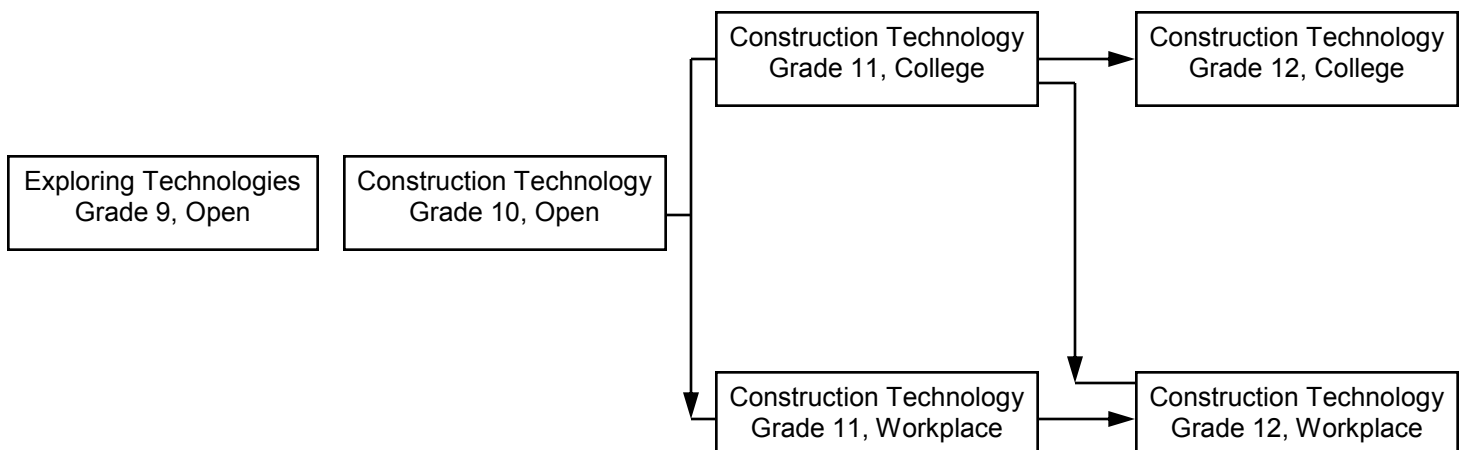 Construction Technology
Grade 11, College
Construction Technology
Grade 12, College
Exploring Technologies
Grade 9, Open
Construction Technology
Grade 10, Open
Construction Technology
Grade 11, Workplace
Construction Technology
Grade 12, Workplace